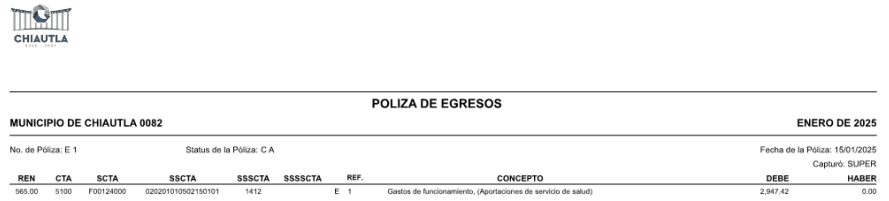 CHIAUTLA
POLIZA DE EGRESOS
MUNICIPIO DE CHIAUTLA 0082 ENERO DE 2025
No. de Póliza: E 1 Status de la Póliza: C A Fecha de la Póliza: 15/01/2025
Capturó: SUPER
REN CTA SCTA SSCTA SSSCTA SSSSCTA REF. CONCEPTO DEBE HABER
565.00 5100 F00124000 020201010502150101 1412 E 1 Gastos de funcionamiento, (Aportaciones de servicio de salud) 2,947.42 0.00